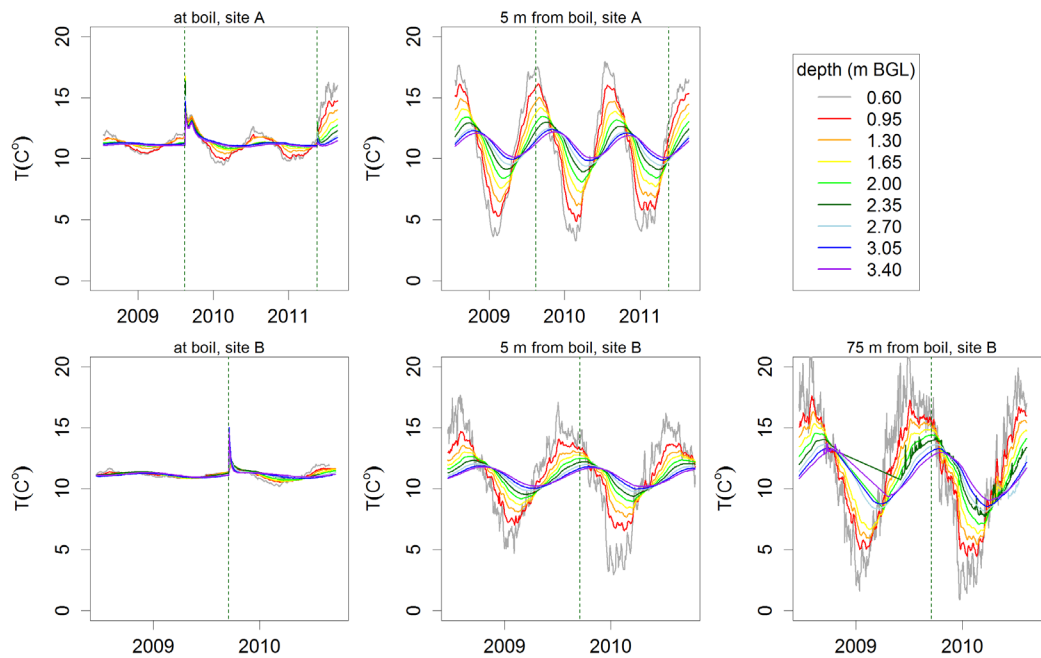 at boil, site A
5 m from boil, site A
20
15
10
5
0
T(C°)
2009 2010 2011
20
15
10
5
0
T(C°)
2009 2010 2011
depth (m BGL)
0.60
0.95
1.30
1.65
2.00
2.35
2.70
3.05
3.40
at boil, site B
5 m from boil, site B
75 m from boil, site B
20
15
10
5
0
T(C°)
2009 2010
20
15
10
5
0
T(C°)
2009 2010
20
15
10
5
0
T(C°)
2009 2010